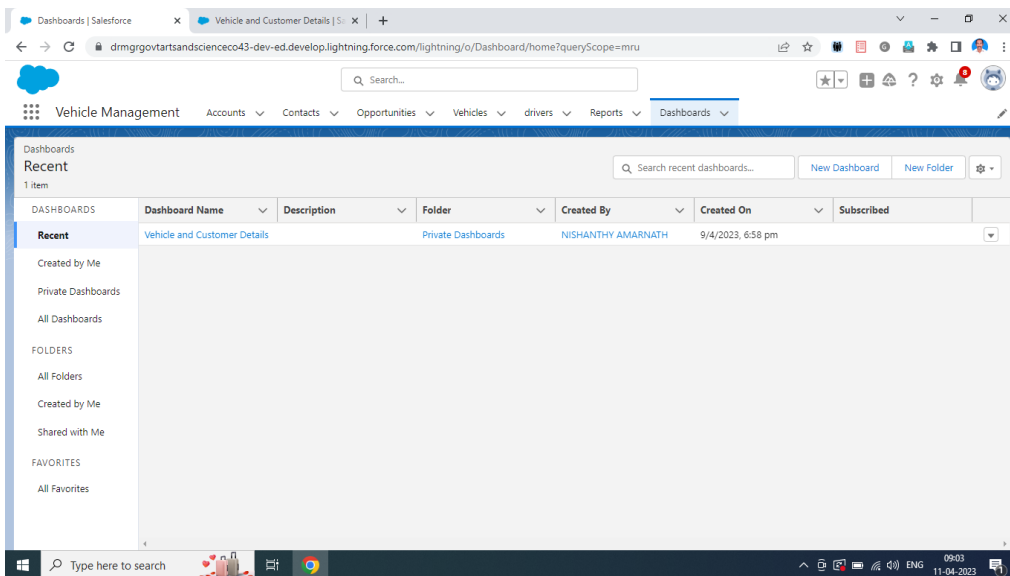 Dashboards | Salesforce
Vehicle and Customer Details | Sa
drmgrgovtartsandscienceco43-dev-ed.develop.lightning.force.com/lightning/o/Dashboard/home?queryScope=mru
Search...
8
Vehicle Management Accounts Contacts Opportunities Vehicles drivers Reports Dashboards
Dashboards
Recent
1 item
Search recent dashboards...
New Dashboard
New Folder
DASHBOARDS
Dashboard Name Description Folder Created By Created On Subscribed
Recent
Vehicle and Customer Details Private Dashboards NISHANTHY AMARNATH 9/4/2023, 6:58 pm
Created by Me
Private Dashboards
All Dashboards
FOLDERS
All Folders
Created by Me
Shared with Me
FAVORITES
All Favorites
Type here to search
ENG
09:03
11-04-2023
1